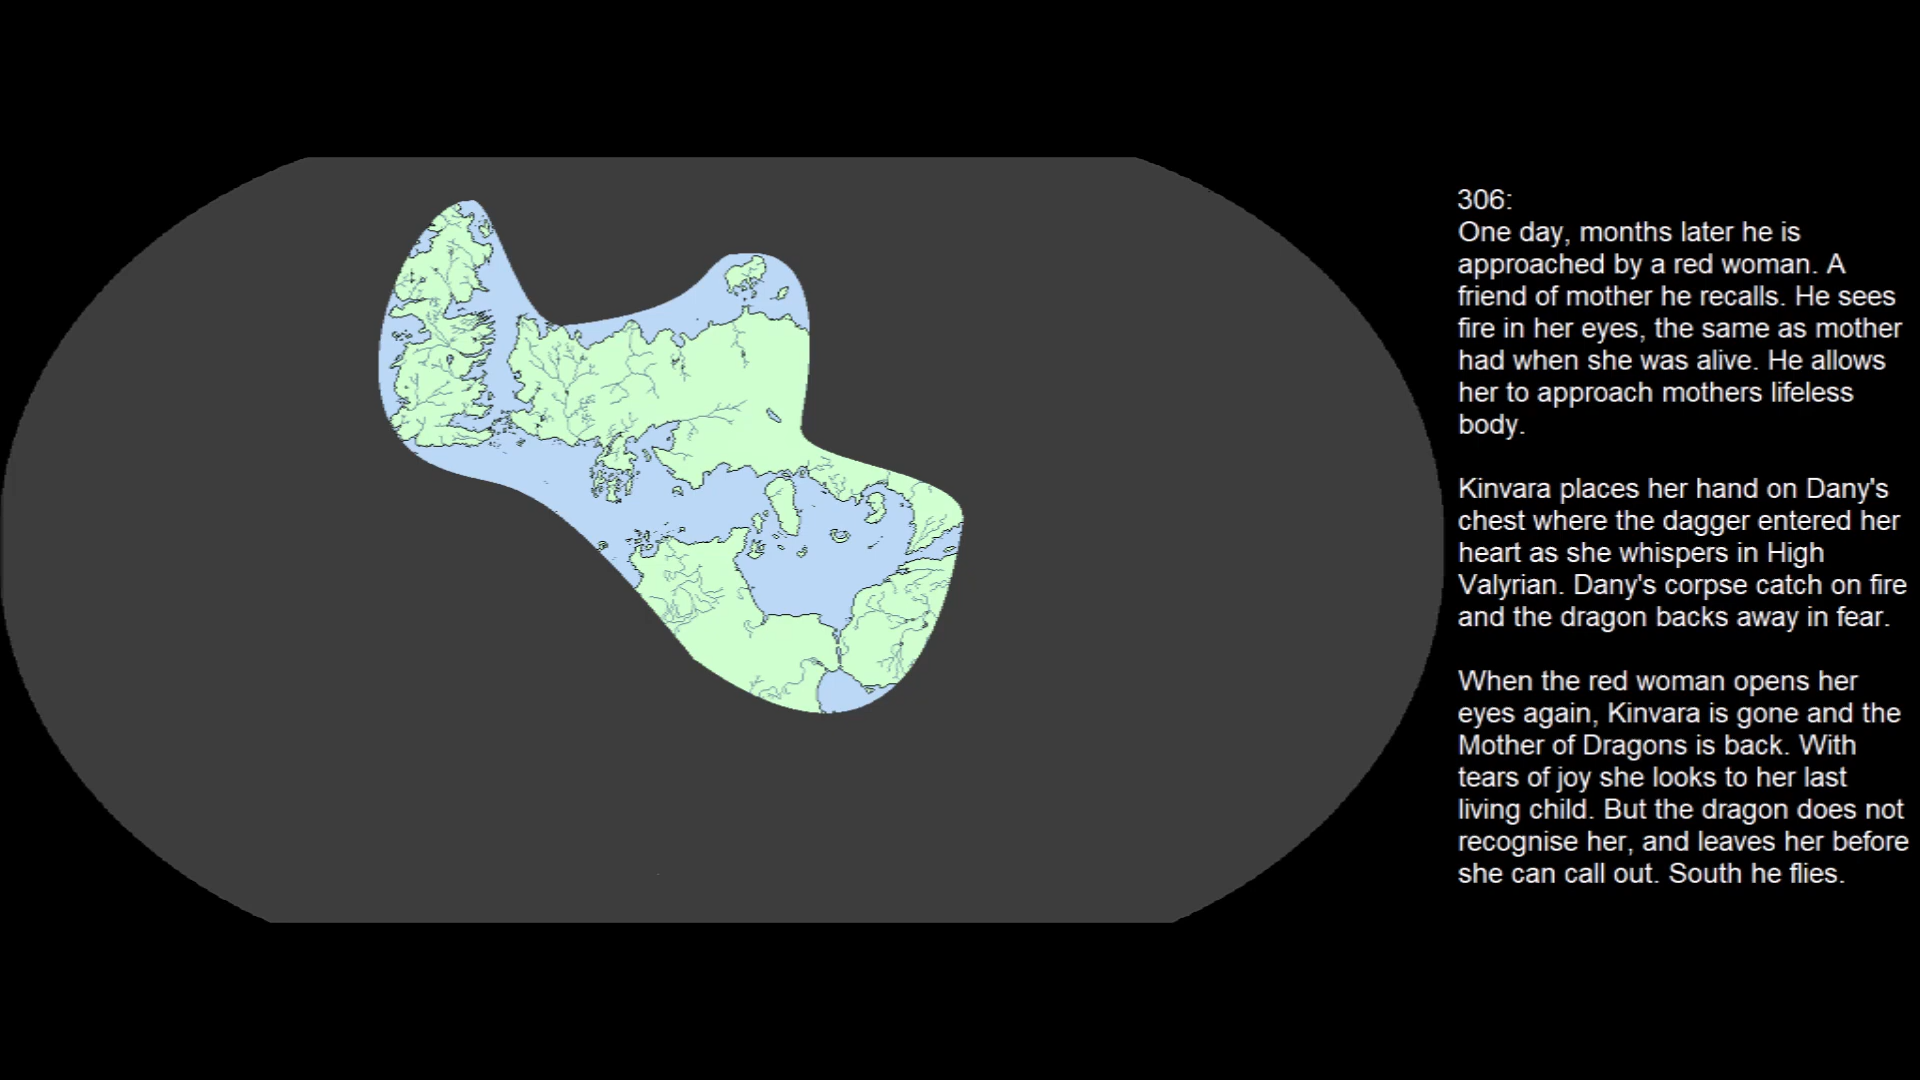 306:
One day, months later he is
approached by a red woman. A
friend of mother he recalls. He sees
fire in her eyes, the same as mother
had when she was alive. He allows
her to approach mothers lifeless
body.
Kinvara places her hand on Dany's
chest where the dagger entered her
heart as she whispers in High
Valyrian. Dany's corpse catch on fire
and the dragon backs away in fear.
When the red woman opens her
eyes again, Kinvara is gone and the
Mother of Dragons is back. With
tears of joy she looks to her last
living child. But the dragon does not
recognise her, and leaves her before
she can call out. South he flies.